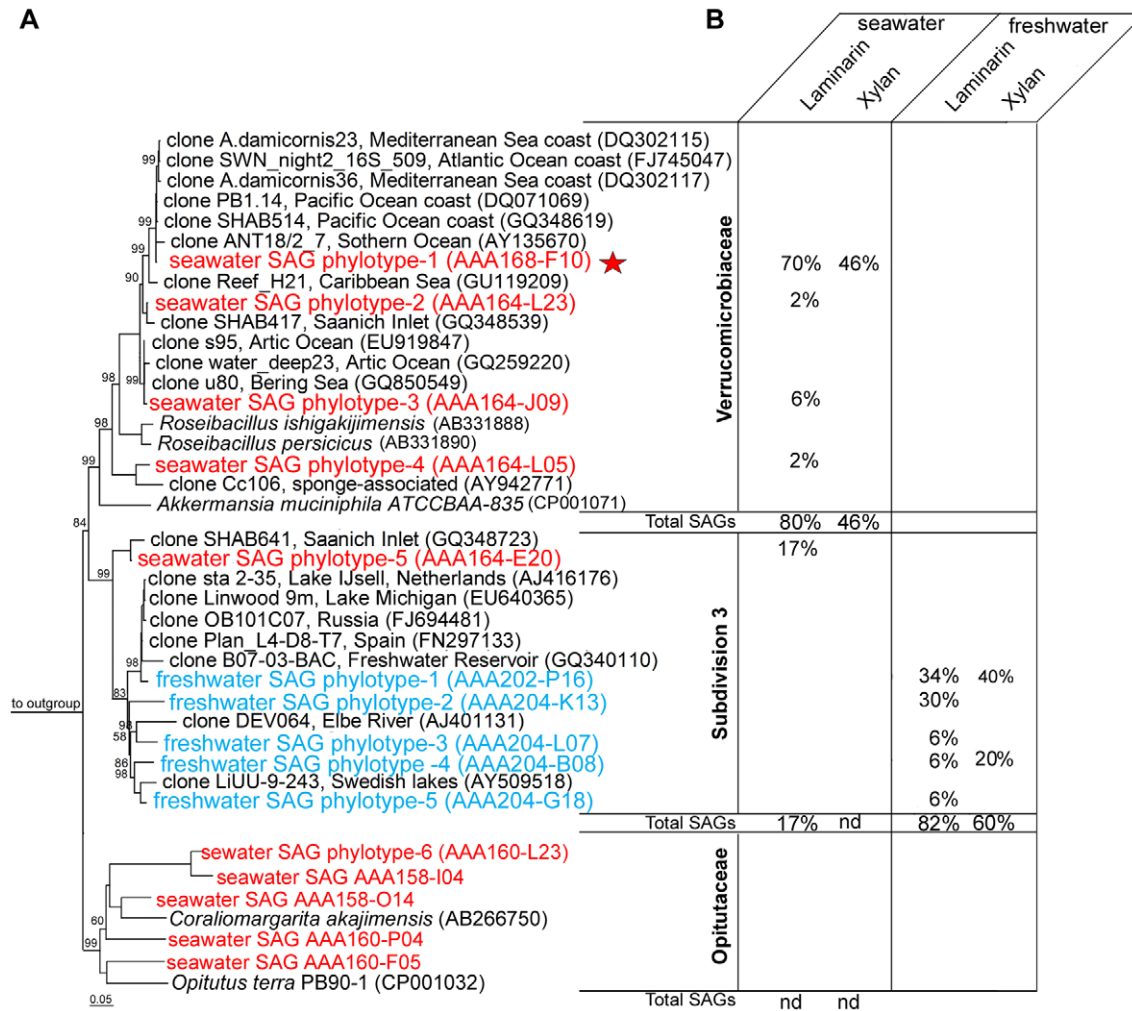 A
B
seawater
freshwater
Laminarin
Xylan
Laminarin
Xylan
clone A.damicornis23, Mediterranean Sea coast (DQ302115)
clone SWN_night2_16S_509, Atlantic Ocean coast (FJ745047)
99
clone A.damicornis36, Mediterranean Sea coast (DQ302117)
clone PB1.14, Pacific Ocean coast (DQ071069)
99
clone SHAB514, Pacific Ocean coast (GQ348619)
99
clone ANT18/2_7, Sothern Ocean (AY135670)
seawater SAG phylotype-1 (AAA168-F10)
70%
46%
90
clone Reef_H21, Caribbean Sea (GU119209)
seawater SAG phylotype-2 (AAA164-L23)
2%
clone SHAB417, Saanich Inlet (GQ348539)
clone s95, Artic Ocean (EU919847)
clone water_deep23, Artic Ocean (GQ259220)
98
99
clone u80, Bering Sea (GQ850549)
seawater SAG phylotype-3 (AAA164-J09)
6%
98
Roseibacillus ishigakijimensis (AB331888)
Roseibacillus persicicus (AB331890)
99
seawater SAG phylotype-4 (AAA164-L05)
2%
clone Cc106, sponge-associated (AY942771)
Akkermansia muciniphila ATCCBAA-835 (CP001071)
Verrucomicrobiaceae
84
Total SAGs
80%
46%
clone SHAB641, Saanich Inlet (GQ348723)
17%
seawater SAG phylotype-5 (AAA164-E20)
99
clone sta 2-35, Lake IJsell, Netherlands (AJ416176)
clone Linwood 9m, Lake Michigan (EU640365)
clone OB101C07, Russia (FJ694481)
clone Plan_L4-D8-T7, Spain (FN297133)
98
clone B07-03-BAC, Freshwater Reservoir (GQ340110)
freshwater SAG phylotype-1 (AAA202-P16)
34%
40%
83
freshwater SAG phylotype-2 (AAA204-K13)
30%
to outgroup
98
clone DEV064, Elbe River (AJ401131)
58
freshwater SAG phylotype-3 (AAA204-L07)
6%
86
freshwater SAG phylotype -4 (AAA204-B08)
6%
20%
98
clone LiUU-9-243, Swedish lakes (AY509518)
freshwater SAG phylotype-5 (AAA204-G18)
6%
Subdivision 3
Total SAGs
17%
nd
82%
60%
sewater SAG phylotype-6 (AAA160-L23)
seawater SAG AAA158-I04
seawater SAG AAA158-O14
60
Coraliomargarita akajimensis (AB266750)
seawater SAG AAA160-P04
99
seawater SAG AAA160-F05
Opitutus terra PB90-1 (CP001032)
Opitutaceae
0.05
Total SAGs
nd
nd